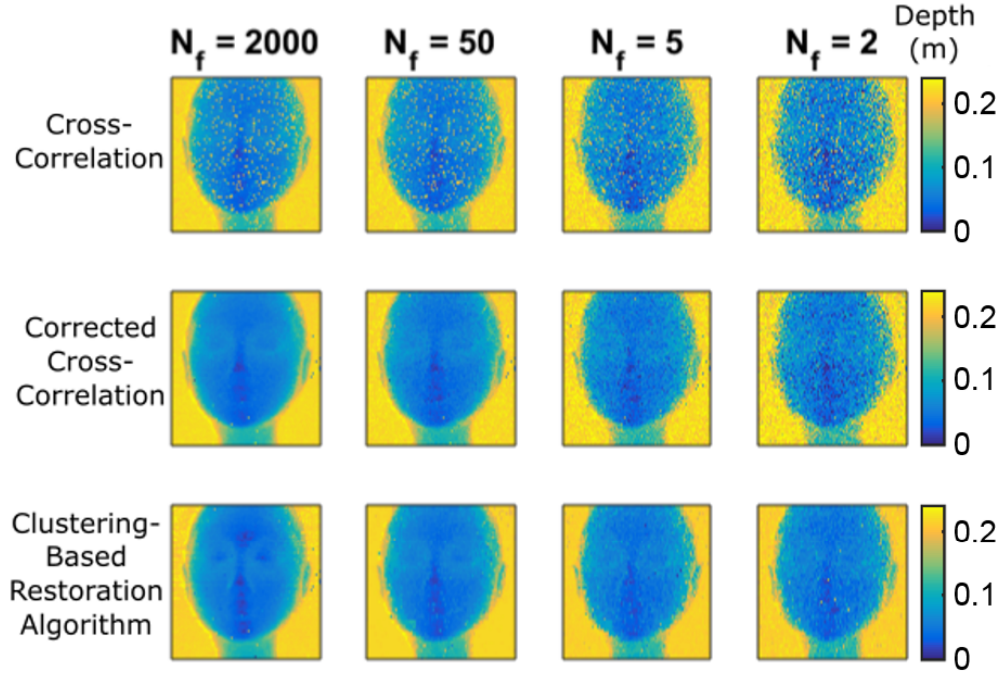 N_f = 2000 N_f = 50 N_f = 5 N_f = 2 Depth
(m)
Cross-
Correlation
0.2
0.1
0
Corrected
Cross-
Correlation
0.2
0.1
0
Clustering-
Based
Restoration
Algorithm
0.2
0.1
0